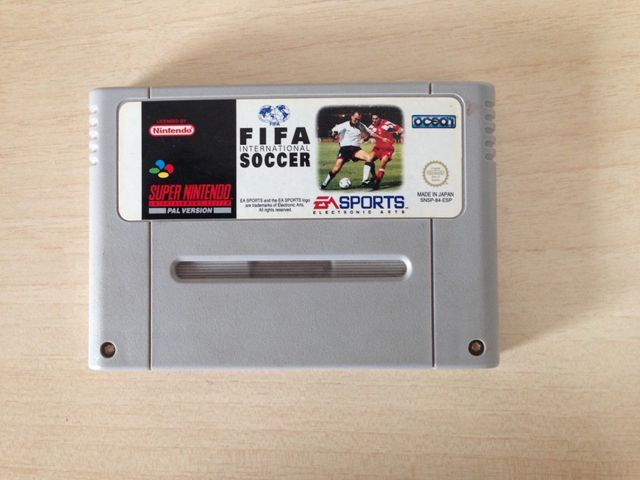 LICENSED BY
Nintendo
SUPER NINTENDO
ENTERTAINMENT SYSTEM
PAL VERSION
FIFA
FIFA
INTERNATIONAL
SOCCER
EA SPORTS and the EA SPORTS logo
are trademarks of Electronic Arts.
All rights reserved.
EA SPORTS
ELECTRONIC ARTS
ocean
MADE IN JAPAN
SNSP-84-ESP